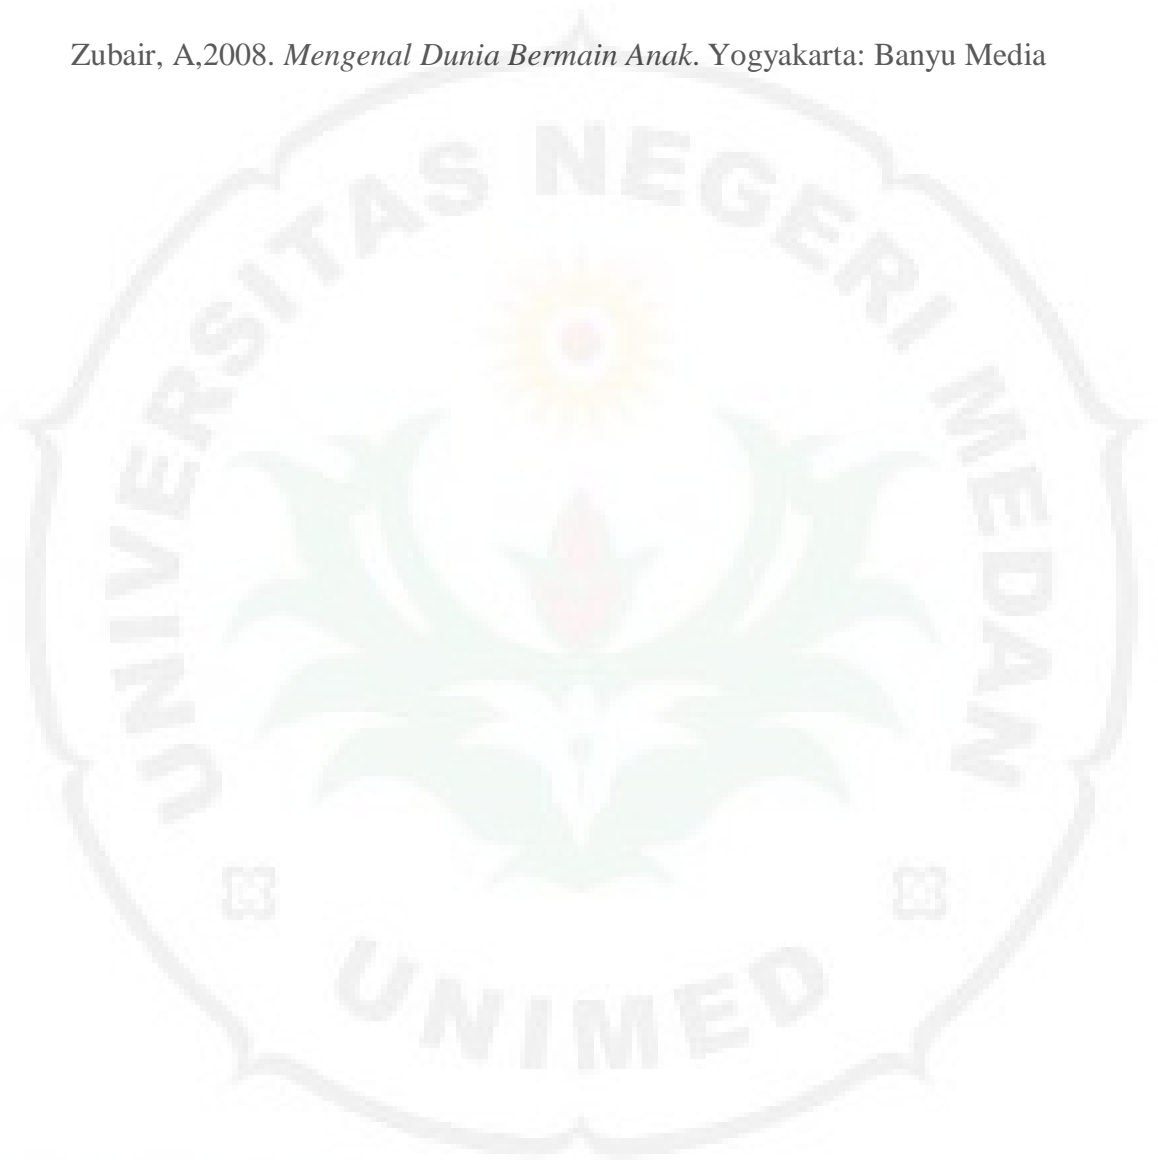 Zubair, A,2008. Mengenal Dunia Bermain Anak. Yogyakarta: Banyu Media
UNIVERSITAS NEGERI MEDAN
UNIMED